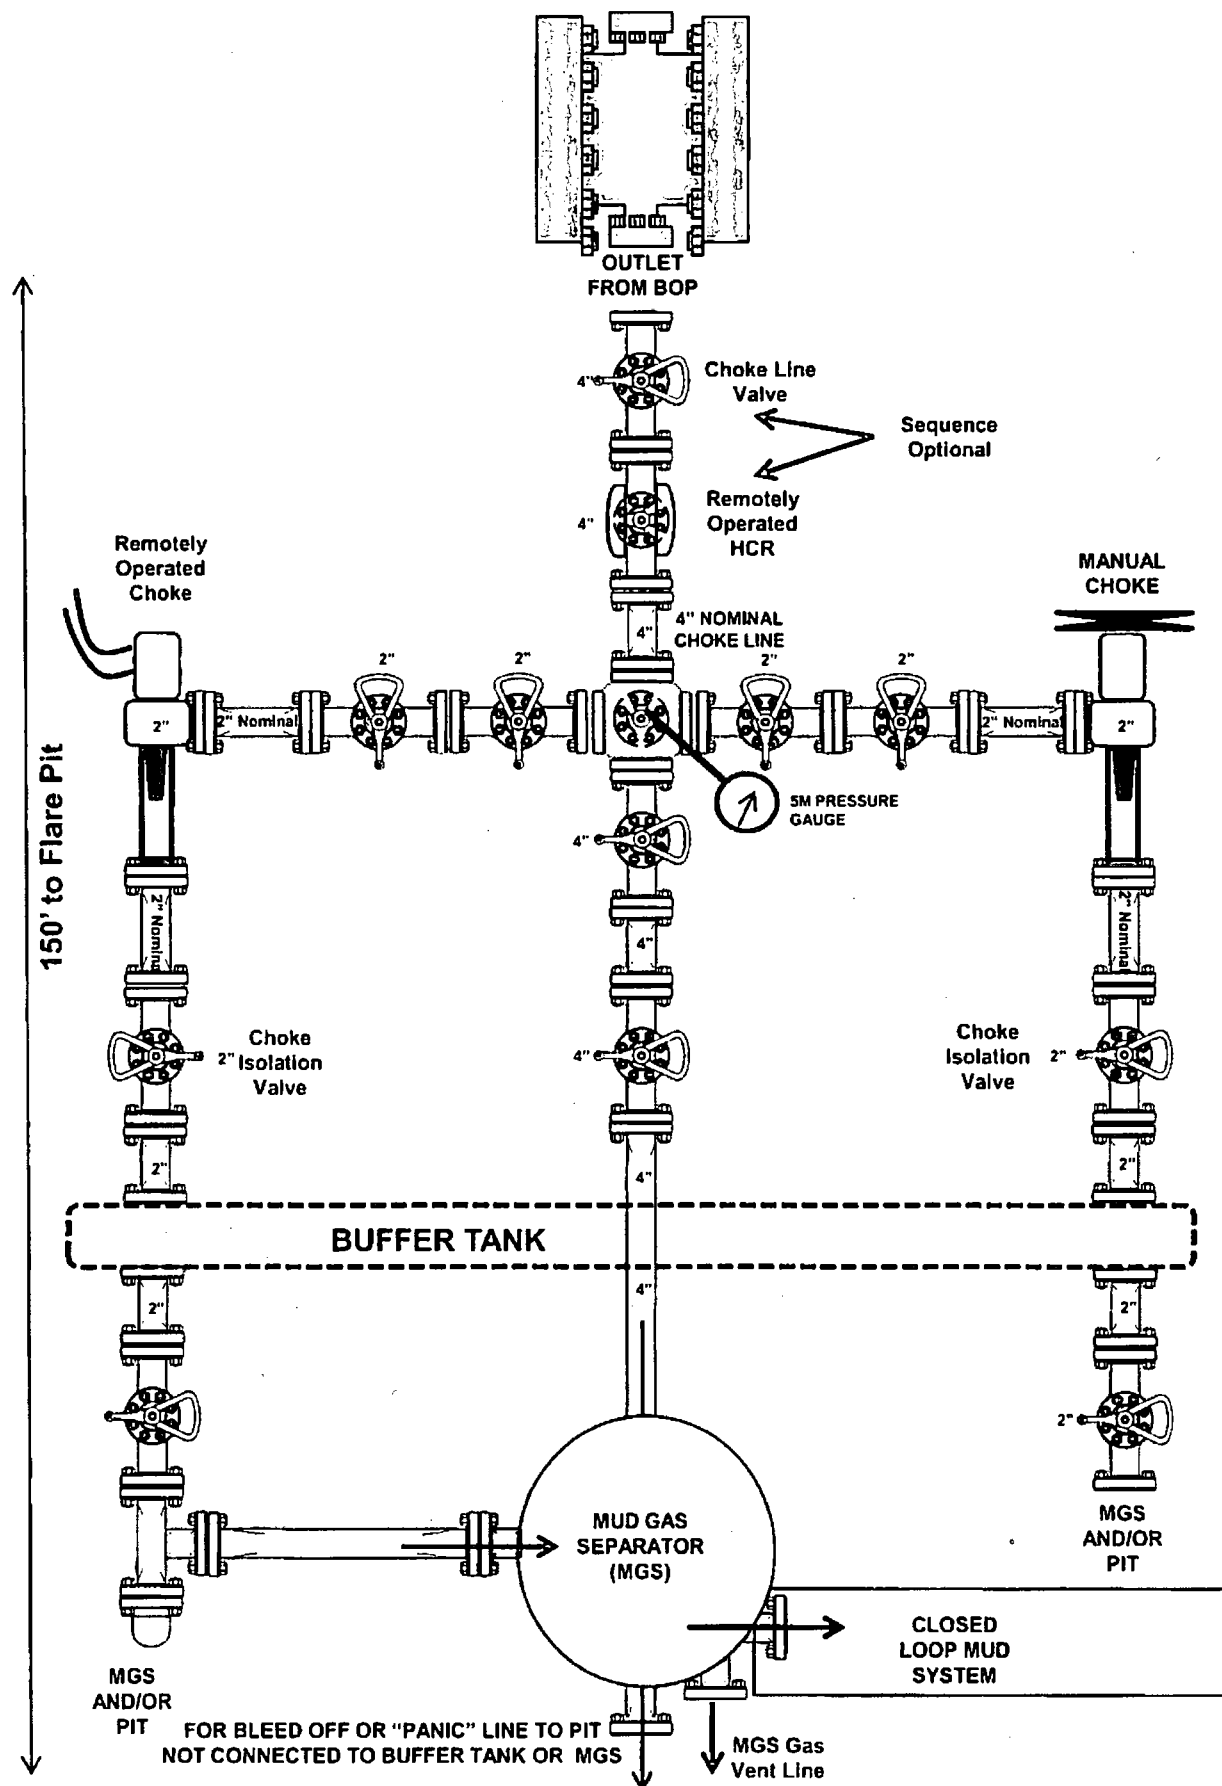 OUTLET
FROM BOP
4"
Choke Line
Valve
Sequence
Optional
4"
Remotely
Operated
HCR
Remotely
Operated
Choke
MANUAL
CHOKE
4"
4" NOMINAL
CHOKE LINE
2"
2"
2"
2"
2"
2" Nominal
2" Nominal
2"
5M PRESSURE
GAUGE
4"
150' to Flare Pit
2" Nominal
4"
2" Nominal
Choke
2" Isolation
Valve
4"
Choke
Isolation
Valve
2"
2"
4"
2"
BUFFER TANK
2"
4"
2"
2"
MUD GAS
SEPARATOR
(MGS)
MGS
AND/OR
PIT
CLOSED
LOOP MUD
SYSTEM
MGS
AND/OR
PIT
FOR BLEED OFF OR "PANIC" LINE TO PIT
NOT CONNECTED TO BUFFER TANK OR MGS
MGS Gas
Vent Line